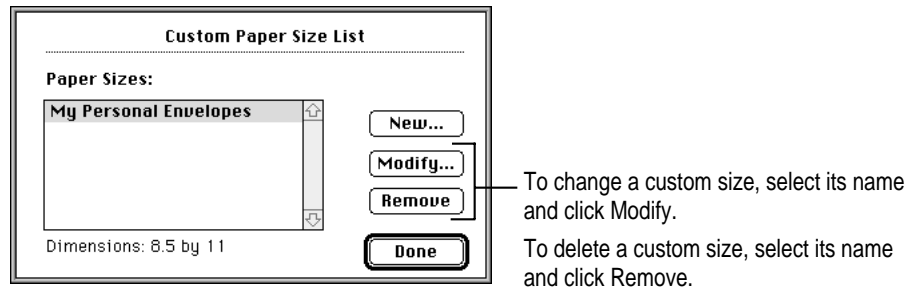 Custom Paper Size List
Paper Sizes:
My Personal Envelopes
New...
Modify...
Remove
Dimensions: 8.5 by 11
Done
To change a custom size, select its name
and click Modify.
To delete a custom size, select its name
and click Remove.